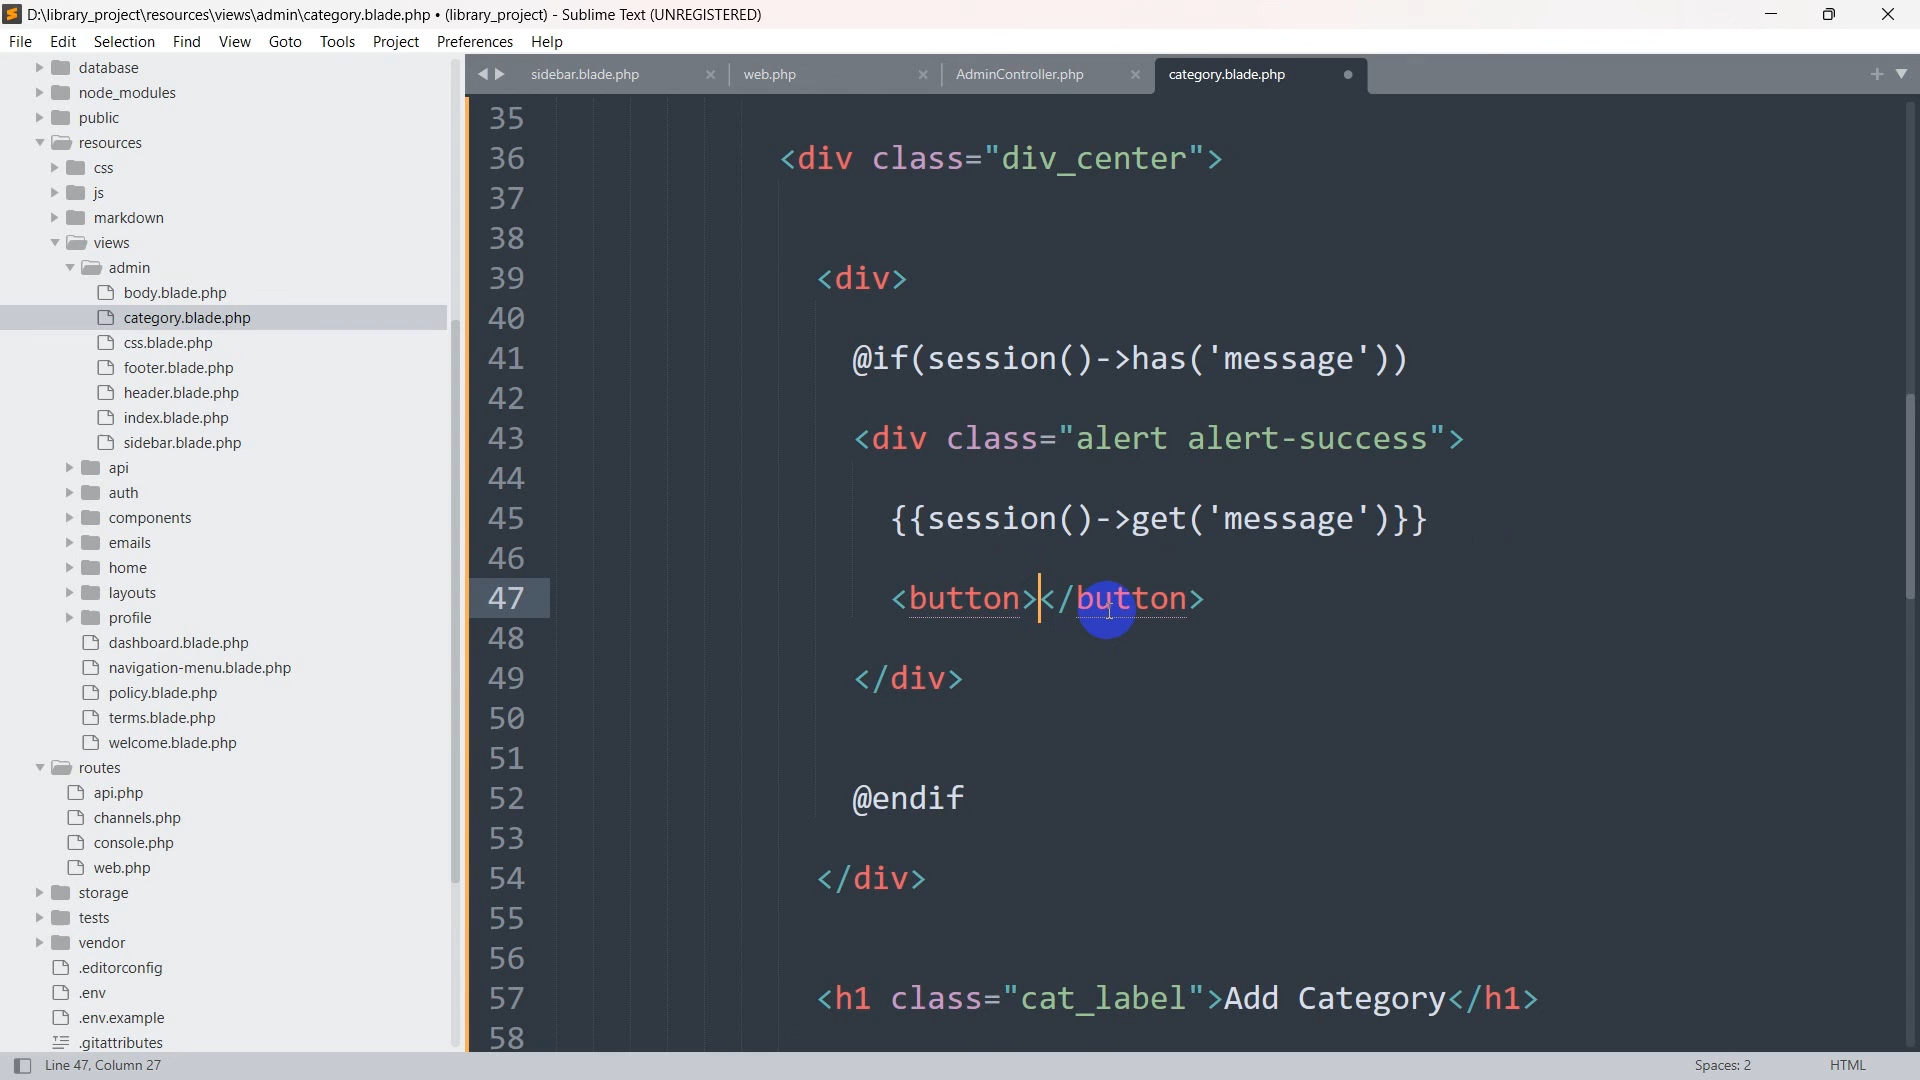 D:\library_project\resources\views\admin\category.blade.php • (library_project) - Sublime Text (UNREGISTERED)
File Edit Selection Find View Goto Tools Project Preferences Help
sidebar.blade.php × web.php × AdminController.php × category.blade.php
database
node_modules
public
resources
css
js
markdown
views
admin
body.blade.php
category.blade.php
css.blade.php
footer.blade.php
header.blade.php
index.blade.php
sidebar.blade.php
api
auth
components
emails
home
layouts
profile
dashboard.blade.php
navigation-menu.blade.php
policy.blade.php
terms.blade.php
welcome.blade.php
routes
api.php
channels.php
console.php
web.php
storage
tests
vendor
.editorconfig
.env
.env.example
.gitattributes
35
36 <div class="div_center">
37
38
39 <div>
40
41 @if(session()->has('message'))
42
43 <div class="alert alert-success">
44
45 {{session()->get('message')}}
46
47 <button></button>
48
49 </div>
50
51
52 @endif
53
54 </div>
55
56
57 <h1 class="cat_label">Add Category</h1>
58
Line 47, Column 27 Spaces: 2 HTML